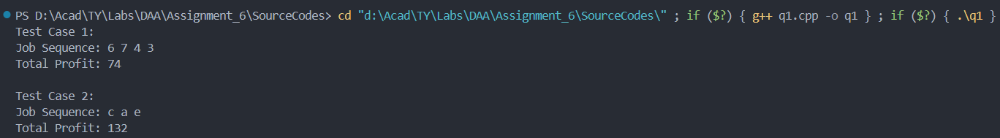 PS D:\Acad\TY\Labs\DAA\Assignment_6\SourceCodes> cd "d:\Acad\TY\Labs\DAA\Assignment_6\SourceCodes\" ; if ($?) { g++ q1.cpp -o q1 } ; if ($?) { .\q1 }
Test Case 1:
Job Sequence: 6 7 4 3
Total Profit: 74
Test Case 2:
Job Sequence: c a e
Total Profit: 132